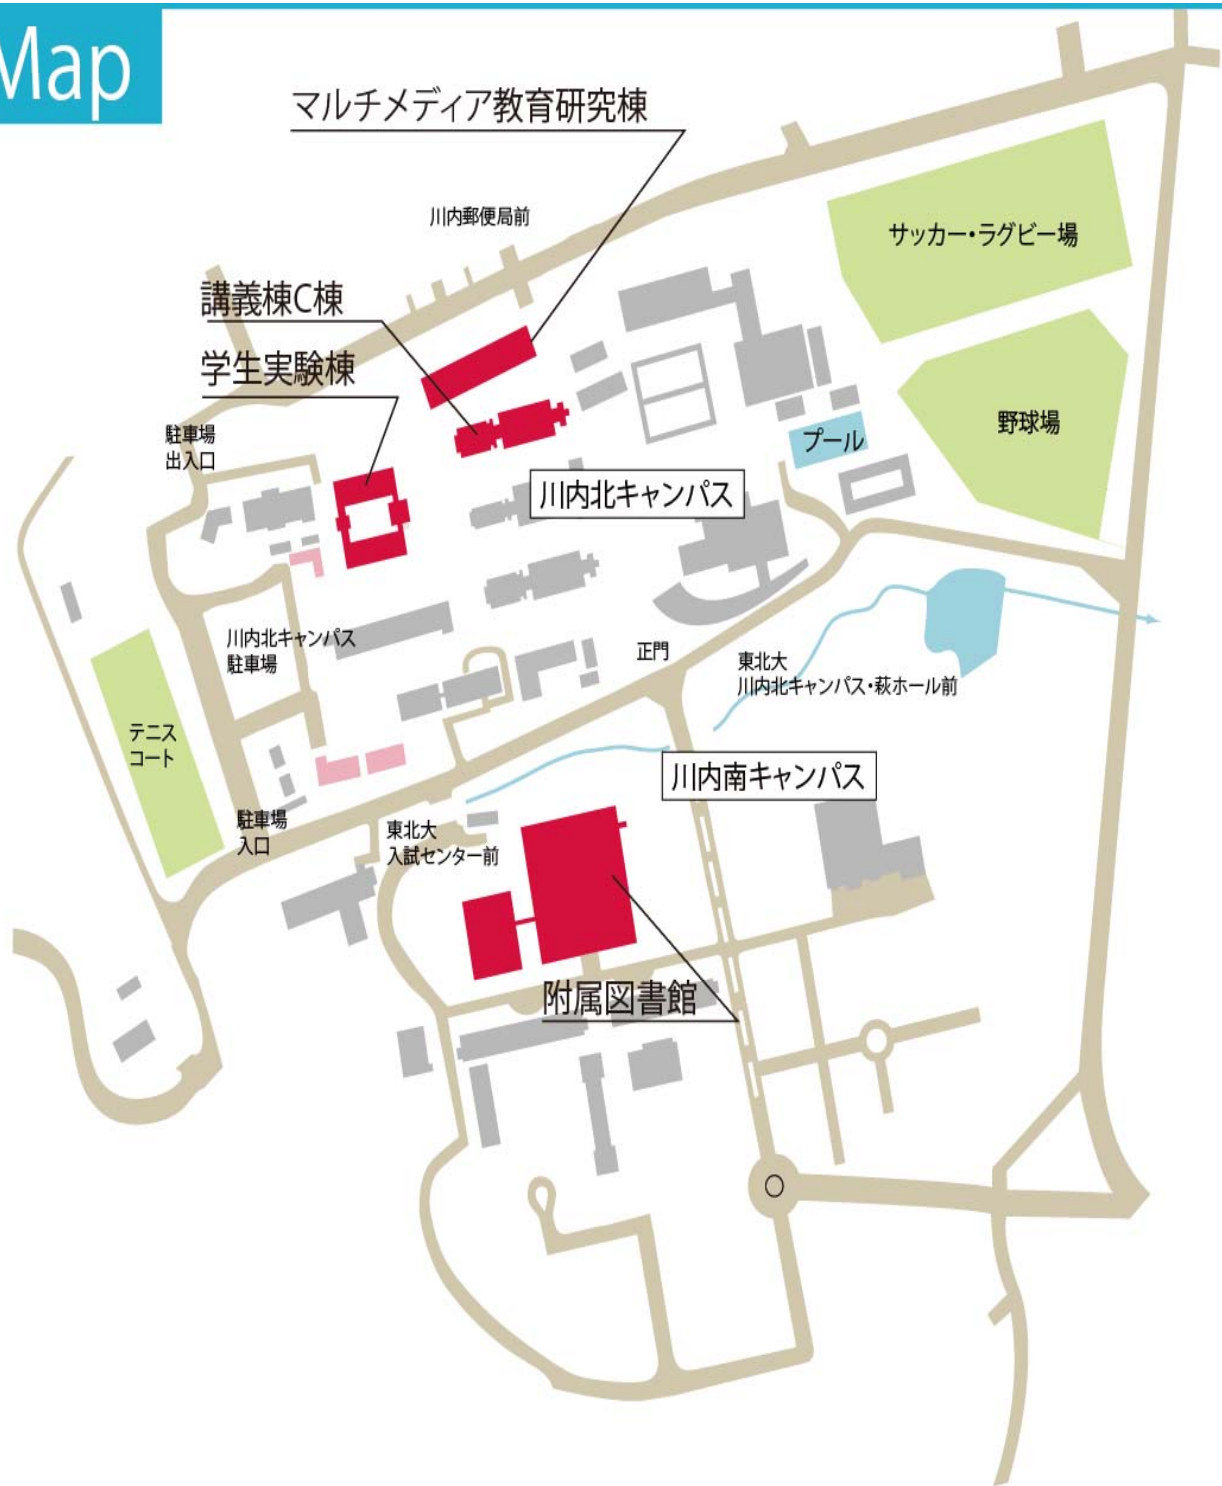 Map
マルチメディア教育研究棟
川内郵便局前
サッカー・ラグビー場
講義棟C棟
学生実験棟
駐車場
出入口
野球場
プール
川内北キャンパス
川内北キャンパス
駐車場
正門
東北大
川内北キャンパス・萩ホール前
テニス
コート
川内南キャンパス
駐車場
入口
東北大
入試センター前
附属図書館